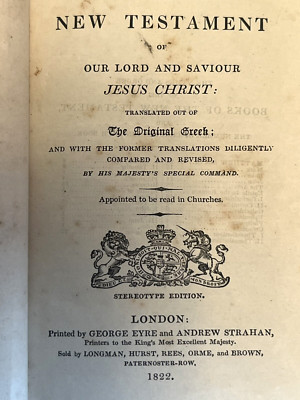 NEW TESTAMENT
OF
OUR LORD AND SAVIOUR
JESUS CHRIST:
TRANSLATED OUT OF
The Original Greek;
AND WITH THE FORMER TRANSLATIONS DILIGENTLY
COMPARED AND REVISED,
BY HIS MAJESTY'S SPECIAL COMMAND.
Appointed to be read in Churches.
STEREOTYPE EDITION.
LONDON:
Printed by GEORGE EYRE and ANDREW STRAHAN,
Printers to the King's Most Excellent Majesty.
Sold by LONGMAN, HURST, REES, ORME, and BROWN,
PATERNOSTER-ROW.
1822.